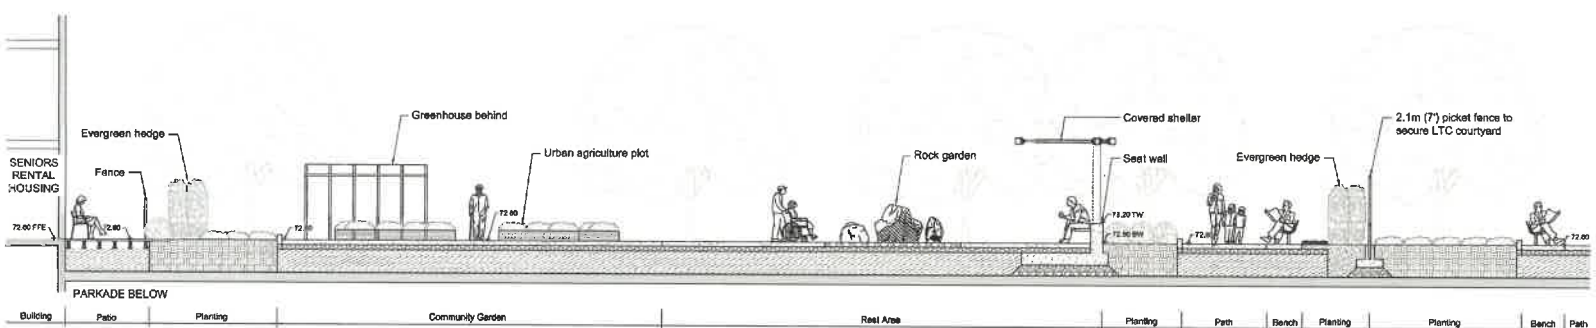 Greenhouse behind
Covered shelter
2.1m (7') picket fence to
secure LTC courtyard
Evergreen hedge
Urban agriculture plot
Rock garden
Seat wall
Evergreen hedge
SENIORS
RENTAL
HOUSING
Fence
72.60 FFE
72.60
73.20 TW
72.60
PARKADE BELOW
Building
Patio
Planting
Community Garden
Rest Area
Planting
Path
Bench
Planting
Planting
Bench
Path